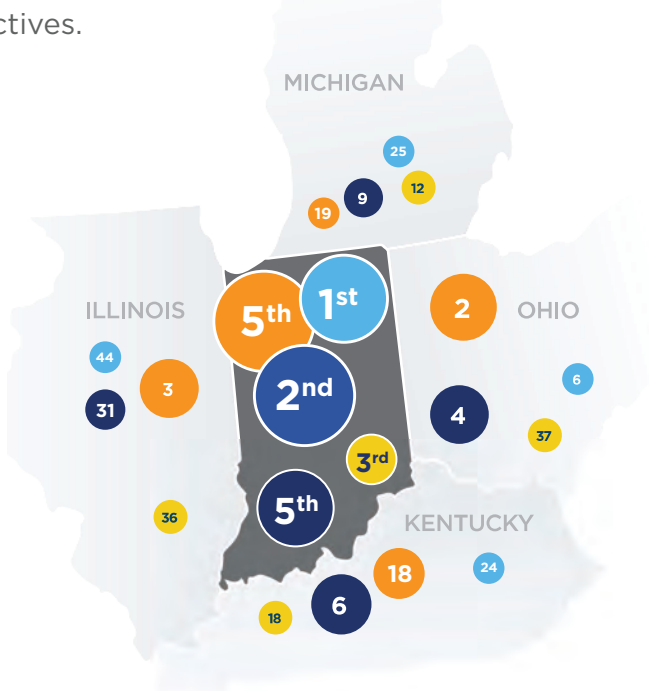 ctives.
MICHIGAN
25
12
9
19
1st
5th
ILLINOIS
2
OHIO
44
3
31
2nd
6
4
37
3rd
36
5th
KENTUCKY
18
24
6
18